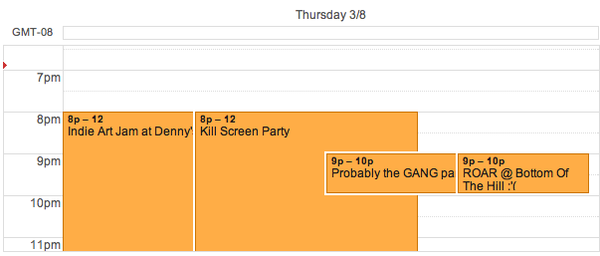 Thursday 3/8
GMT-08
7pm
8pm
8p – 12
Indie Art Jam at Denny'
8p – 12
Kill Screen Party
9pm
9p – 10p
Probably the GANG pa
9p – 10p
ROAR @ Bottom Of
The Hill :'(
10pm
11pm